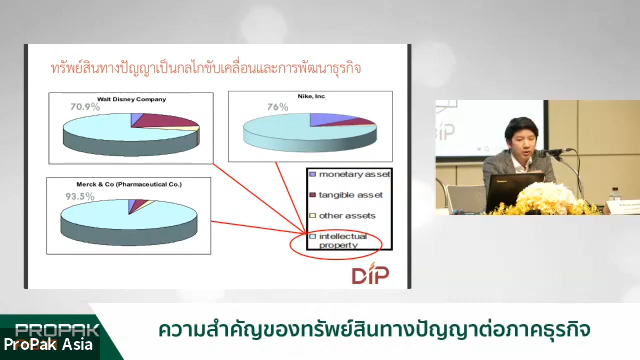 ทรัพย์สินทางปัญญาเป็นกลไกขับเคลื่อนและการพัฒนาธุรกิจ
Walt Disney Company
70.9%
Nike, Inc
76%
Merck & Co (Pharmaceutical Co.)
93.5%
monetary asset
tangible asset
other assets
intellectual
property
DIP
DIP
PROPAK
ProPak Asia
ความสำคัญของทรัพย์สินทางปัญญาต่อภาคธุรกิจ